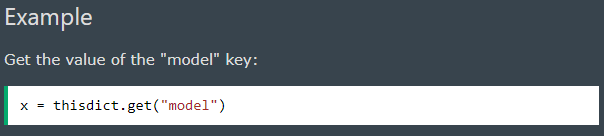 Example
Get the value of the "model" key:
x = thisdict.get("model")